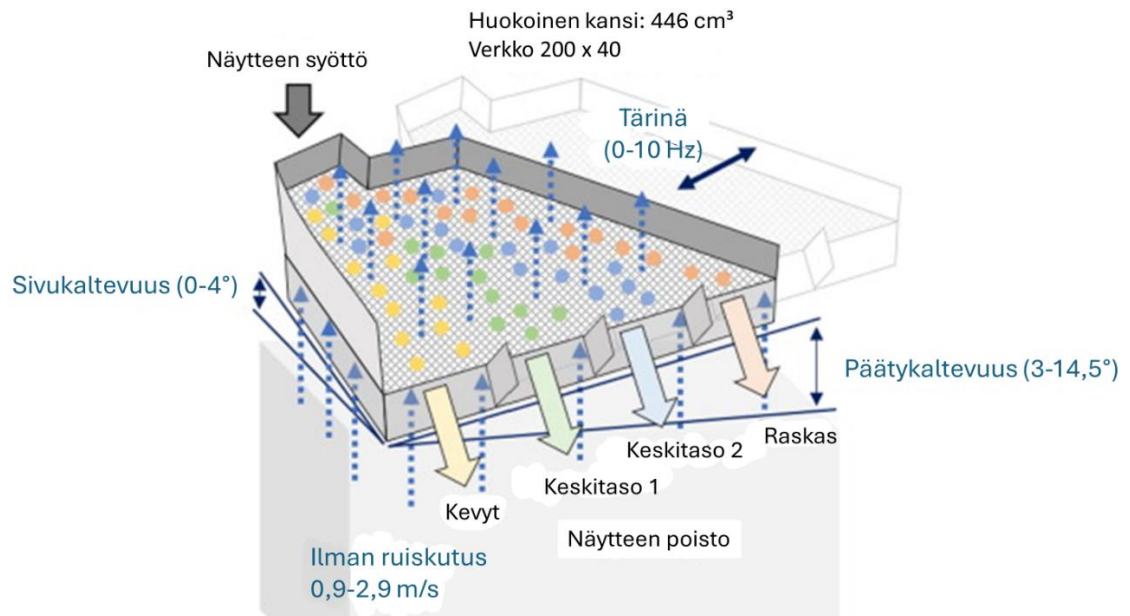 Huokoinen kansi: 446 cm³
Verkko 200 x 40
Näytteen syöttö
Tärinä
(0-10 Hz)
Sivukaltevuus (0-4°)
Päätykaltevuus (3-14,5°)
Raskas
Keskitaso 2
Keskitaso 1
Kevyt
Näytteen poisto
Ilman ruiskutus
0,9-2,9 m/s